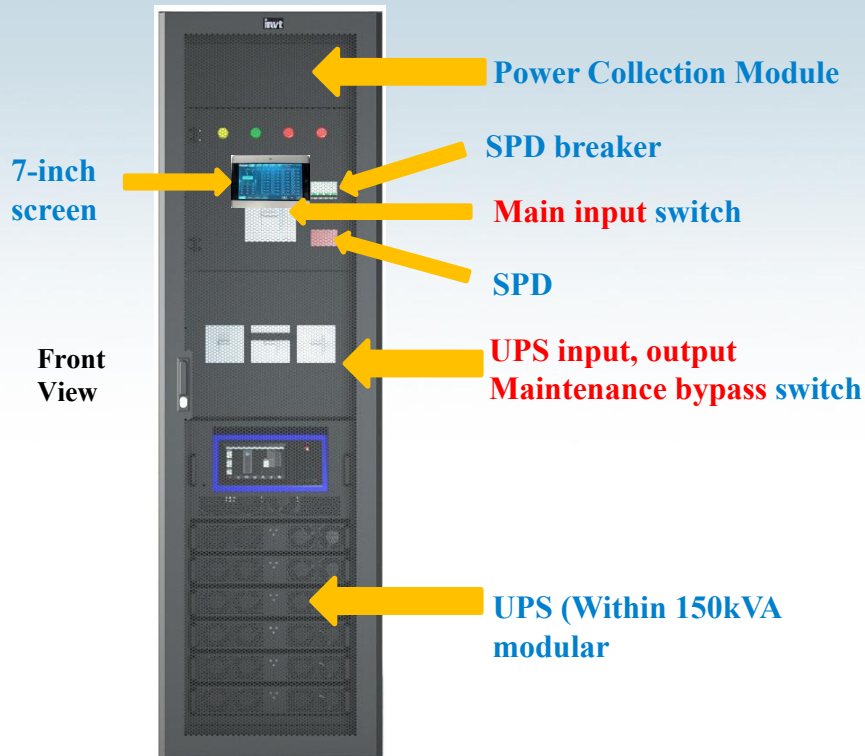 invt
Power Collection Module
SPD breaker
7-inch
screen
Main input switch
SPD
Front
View
UPS input, output
Maintenance bypass switch
UPS (Within 150kVA
modular